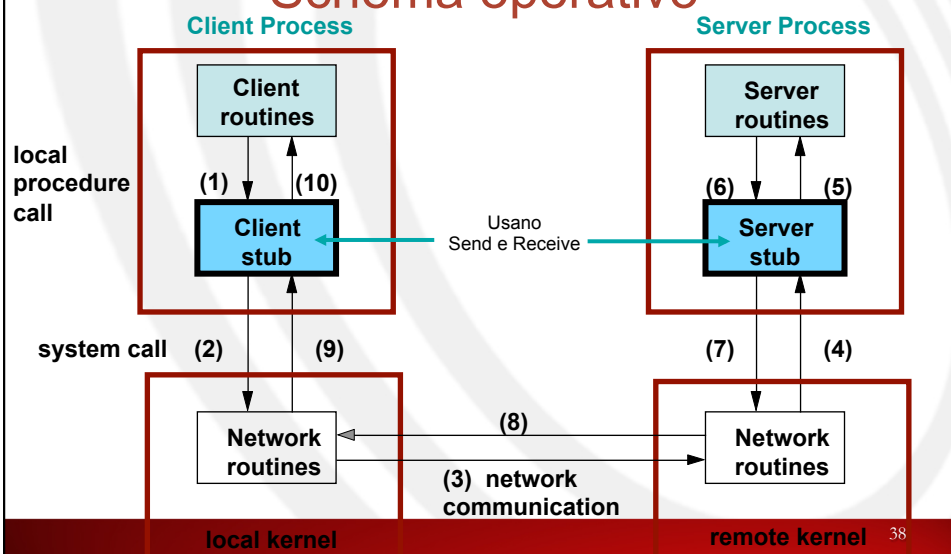 Schema operativo
Client Process
Server Process
Client
routines
Server
routines
local
procedure
call
(1)
(10)
(6)
(5)
Client
stub
Usano
Send e Receive
Server
stub
system call
(2)
(9)
(7)
(4)
Network
routines
(8)
(3) network
communication
Network
routines
local kernel
remote kernel
38